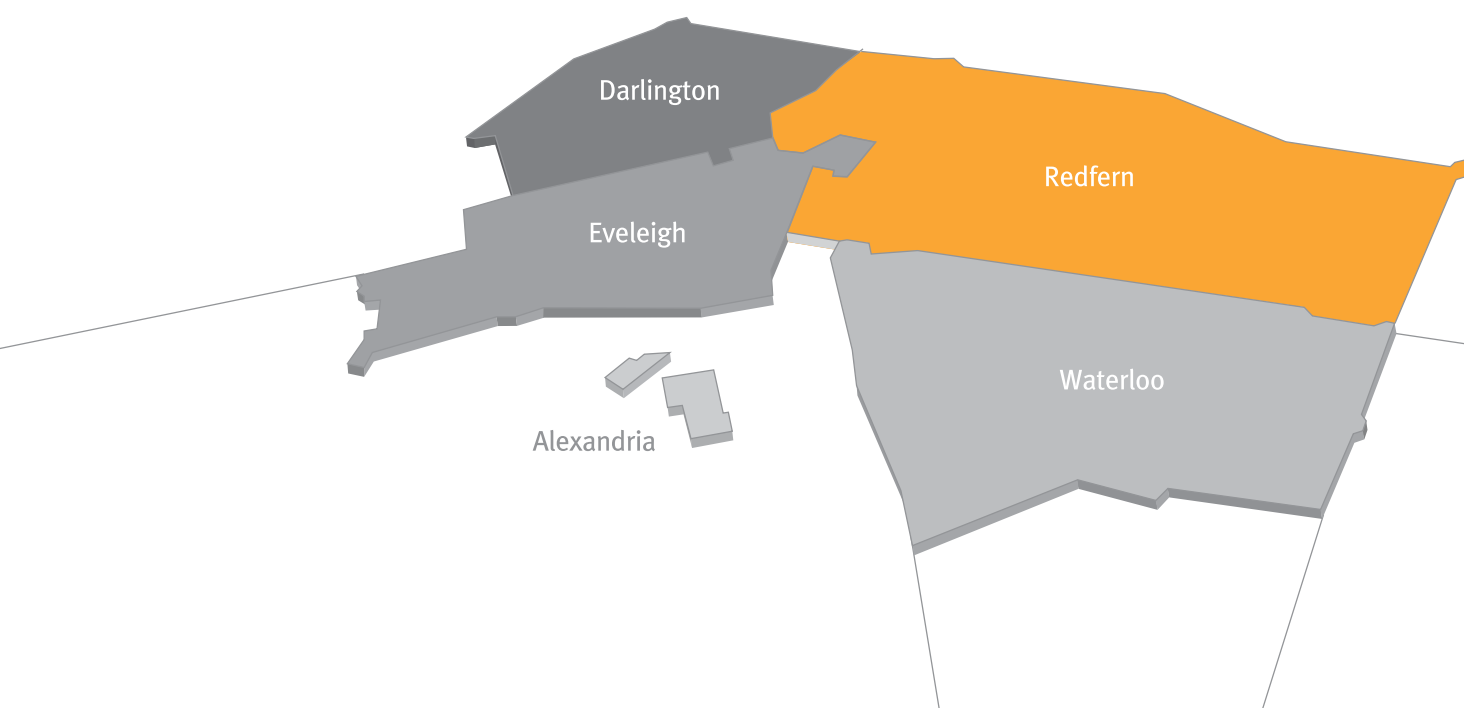 Darlington
Redfern
Eveleigh
Waterloo
Alexandria